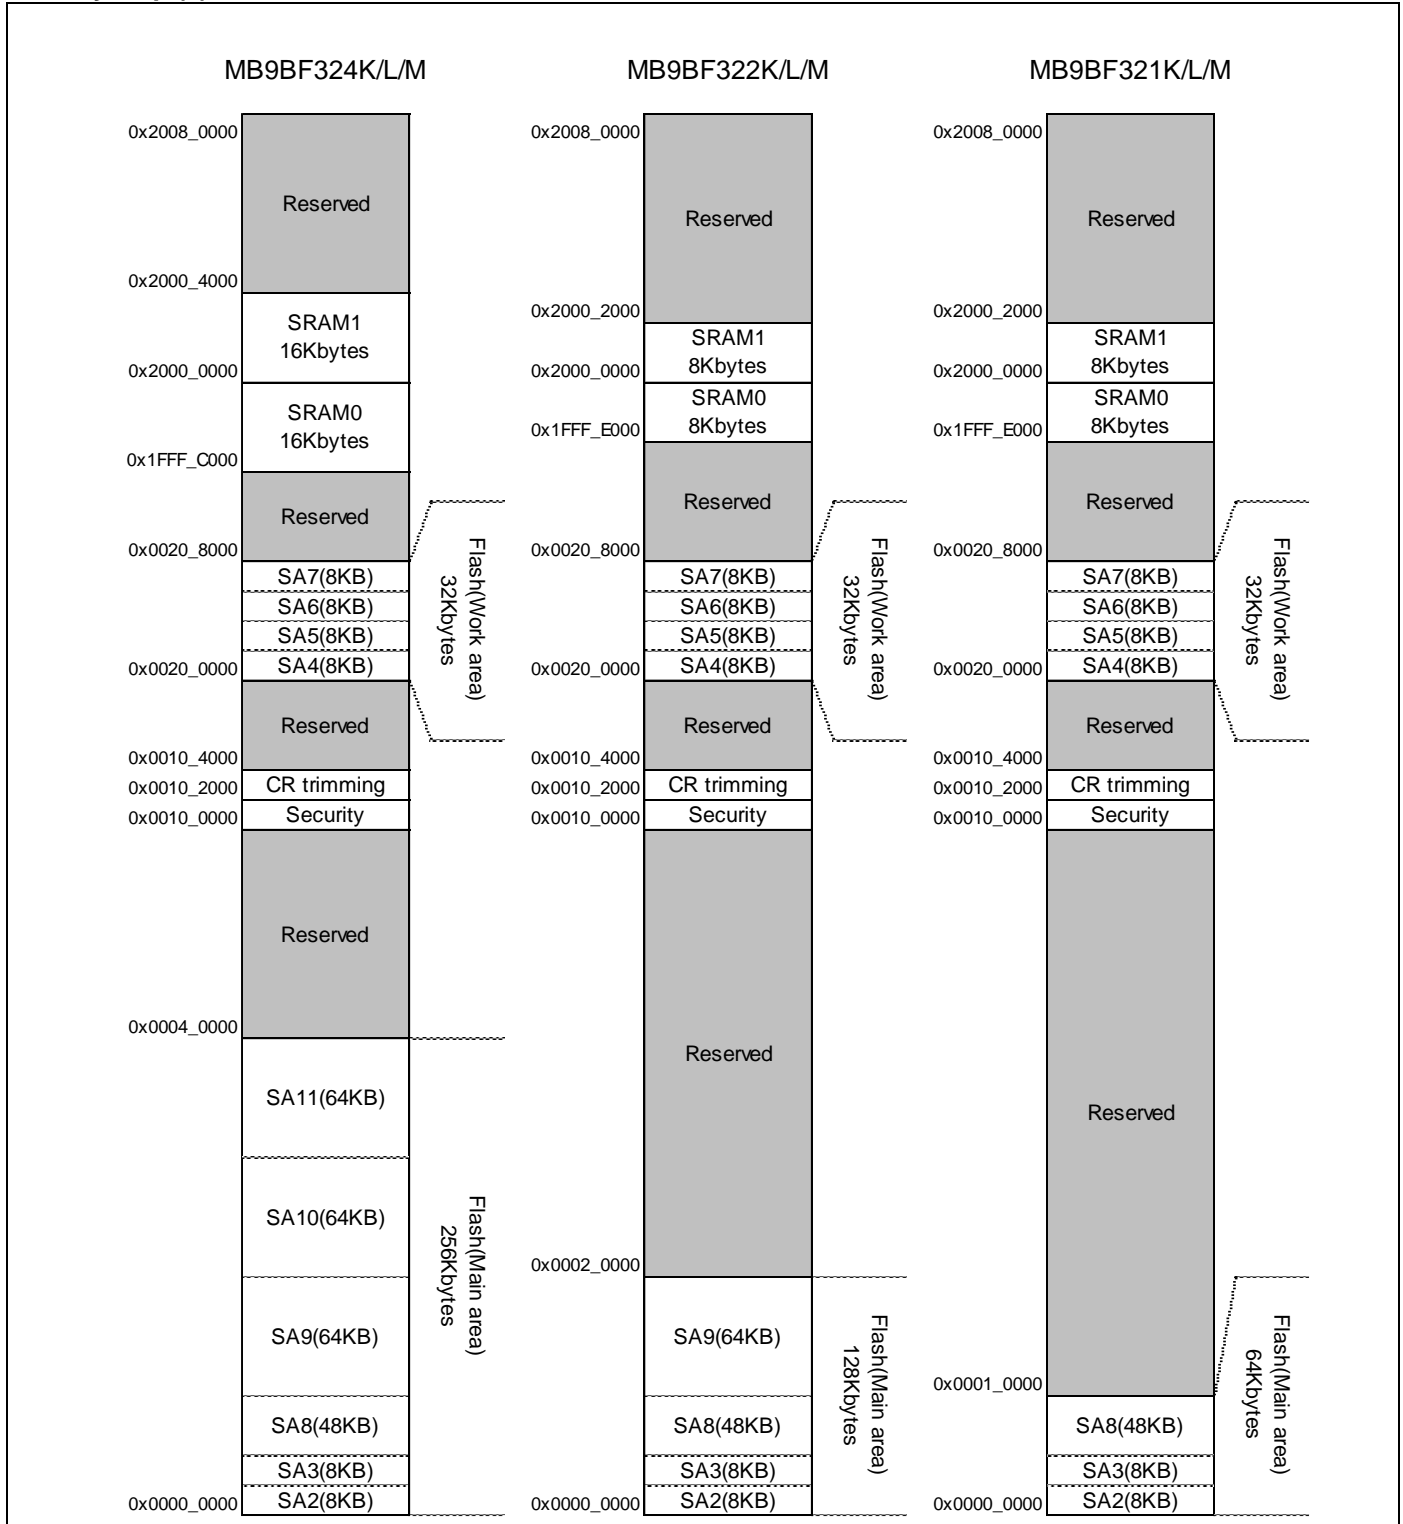 MB9BF324K/L/M
0x2008_0000
Reserved
0x2000_4000
SRAM1
16Kbytes
0x2000_0000
SRAM0
16Kbytes
0x1FFF_C000
Reserved
0x0020_8000
SA7(8KB)
SA6(8KB)
SA5(8KB)
SA4(8KB)
0x0020_0000
Flash(Work area)
32Kbytes
Reserved
0x0010_4000
CR trimming
0x0010_2000
Security
0x0010_0000
Reserved
0x0004_0000
SA11(64KB)
SA10(64KB)
SA9(64KB)
SA8(48KB)
SA3(8KB)
SA2(8KB)
0x0000_0000
Flash(Main area)
256Kbytes
MB9BF322K/L/M
0x2008_0000
Reserved
0x2000_2000
SRAM1
8Kbytes
0x2000_0000
SRAM0
8Kbytes
0x1FFF_E000
Reserved
0x0020_8000
SA7(8KB)
SA6(8KB)
SA5(8KB)
SA4(8KB)
0x0020_0000
Flash(Work area)
32Kbytes
Reserved
0x0010_4000
CR trimming
0x0010_2000
Security
0x0010_0000
Reserved
0x0002_0000
SA9(64KB)
SA8(48KB)
SA3(8KB)
SA2(8KB)
0x0000_0000
Flash(Main area)
128Kbytes
MB9BF321K/L/M
0x2008_0000
Reserved
0x2000_2000
SRAM1
8Kbytes
0x2000_0000
SRAM0
8Kbytes
0x1FFF_E000
Reserved
0x0020_8000
SA7(8KB)
SA6(8KB)
SA5(8KB)
SA4(8KB)
0x0020_0000
Flash(Work area)
32Kbytes
Reserved
0x0010_4000
CR trimming
0x0010_2000
Security
0x0010_0000
Reserved
0x0001_0000
SA8(48KB)
SA3(8KB)
SA2(8KB)
0x0000_0000
Flash(Main area)
64Kbytes